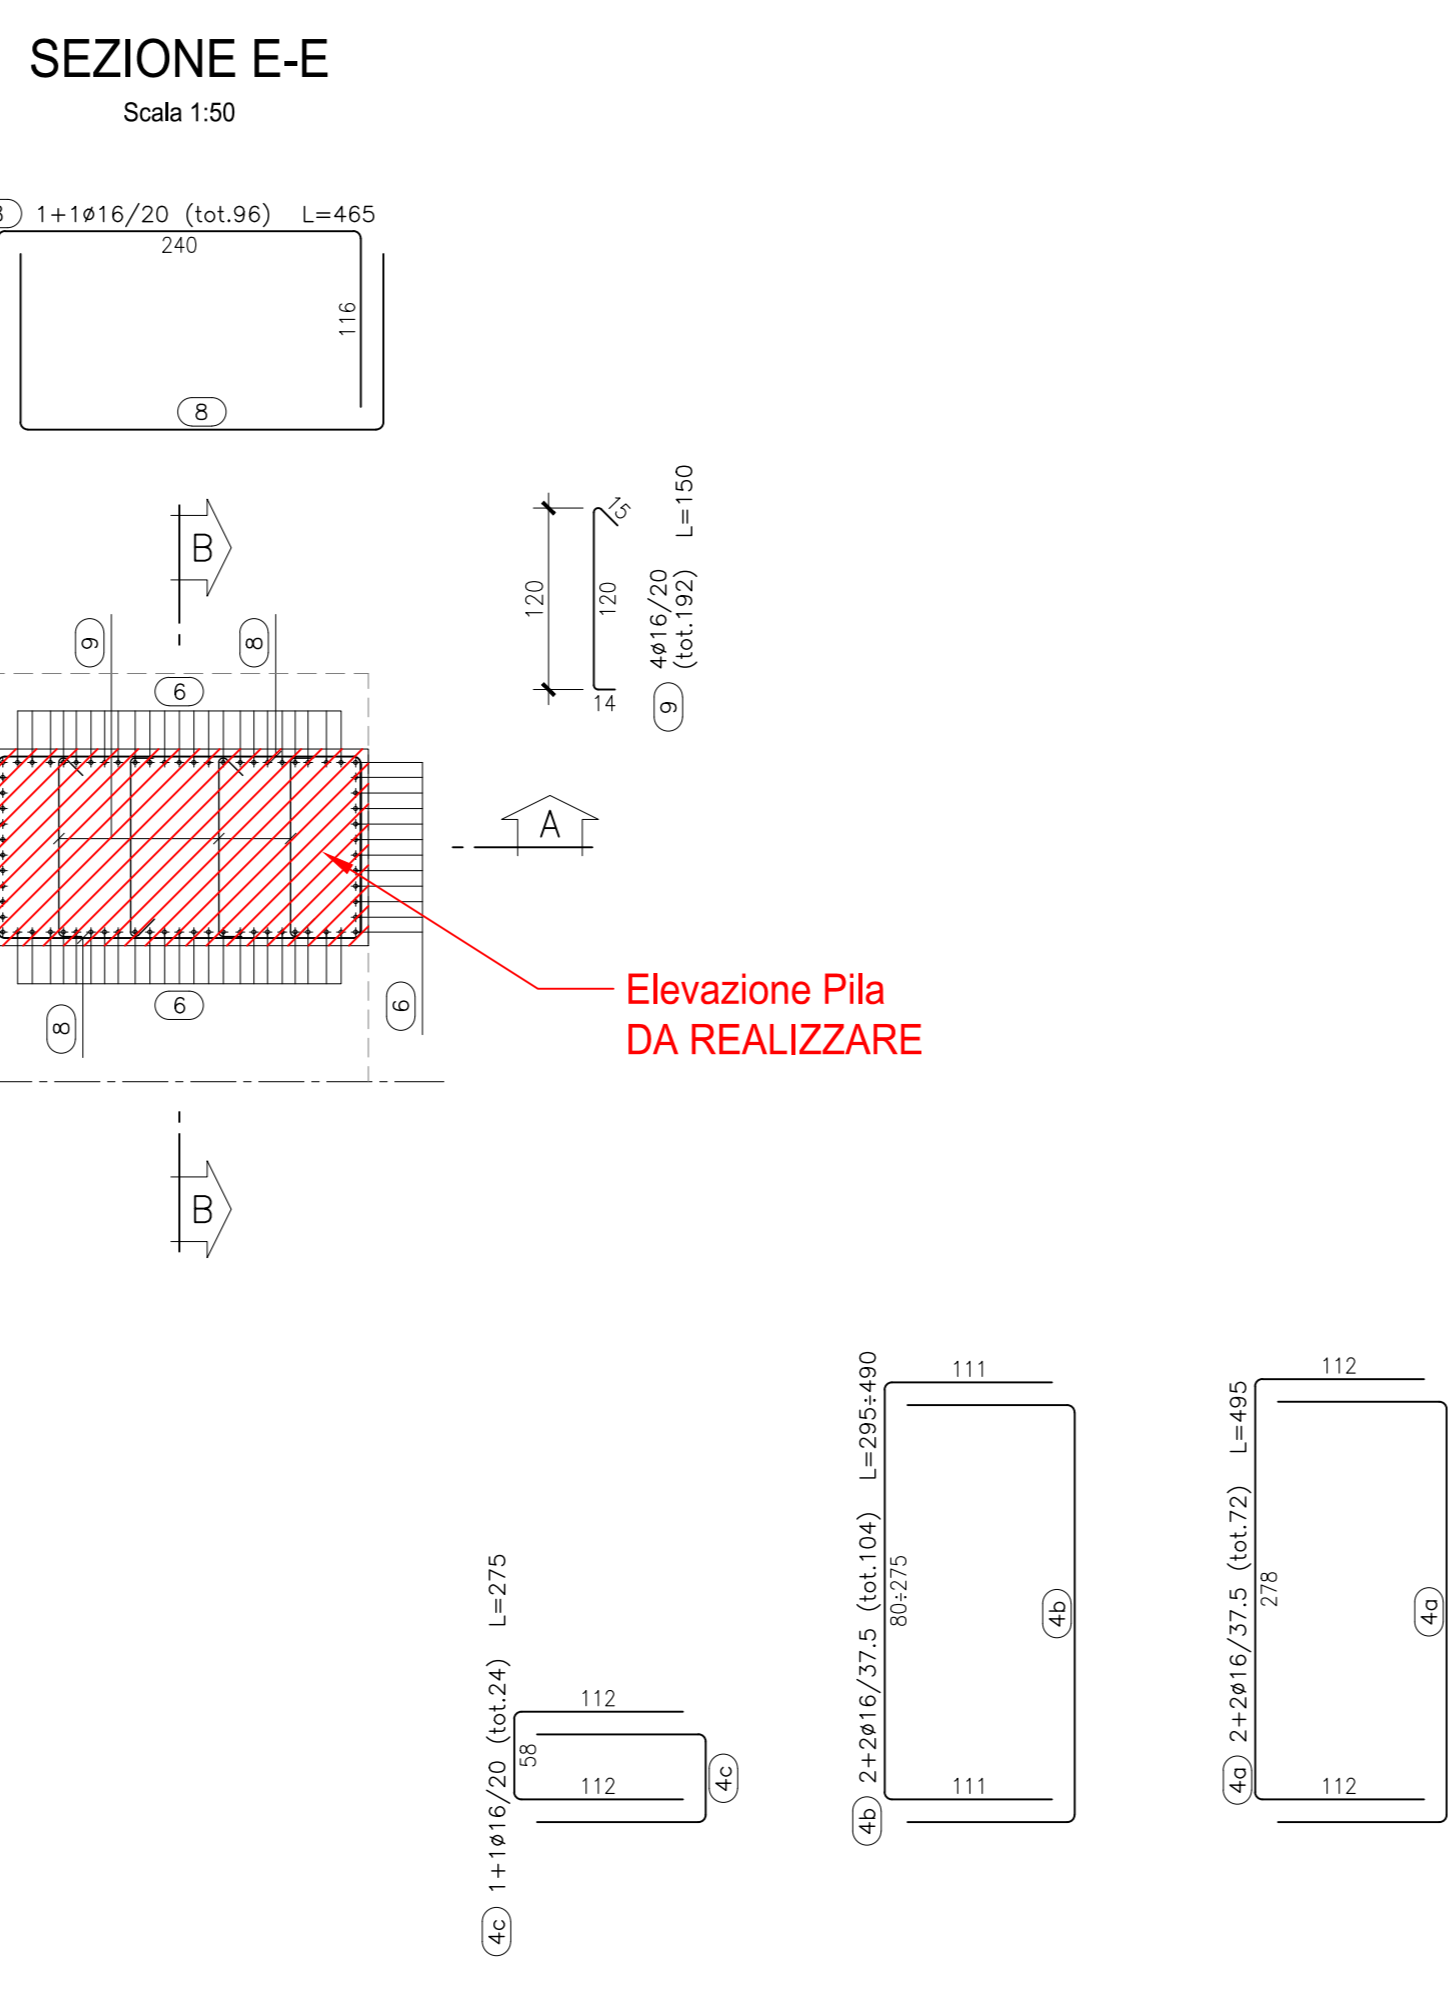 SEZIONE E-E
Scala 1:50
1+1ø16/20 (tot.96) L=465
240
116
8
B
9
8
6
120
15
120
14
9 4ø16/20 L=150
(tot.192)
A
Elevazione Pila
DA REALIZZARE
6
8
6
B
4c 1+1ø16/20 (tot.24) L=275
112
58
112
4c
4b 2+2ø16/37.5 (tot.104) L=295÷490
111
80÷275
111
4b
4a 2+2ø16/37.5 (tot.72) L=495
112
278
112
4a